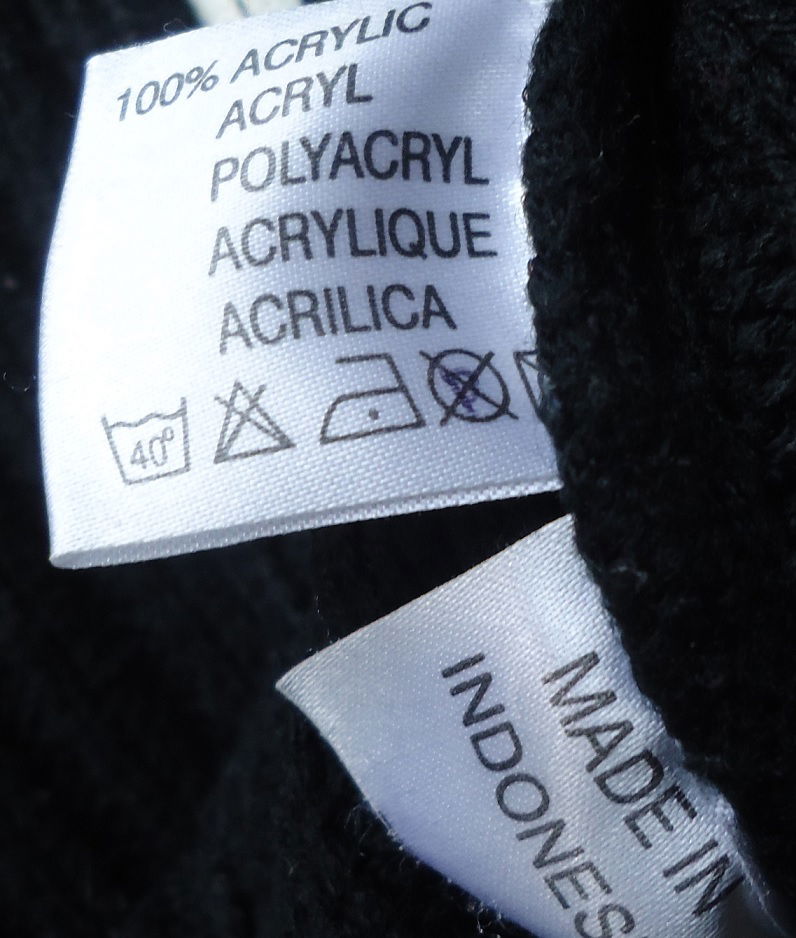 100% ACRYLIC
ACRYL
POLYACRYL
ACRYLIQUE
ACRILICA
40°
MADE IN
INDONES